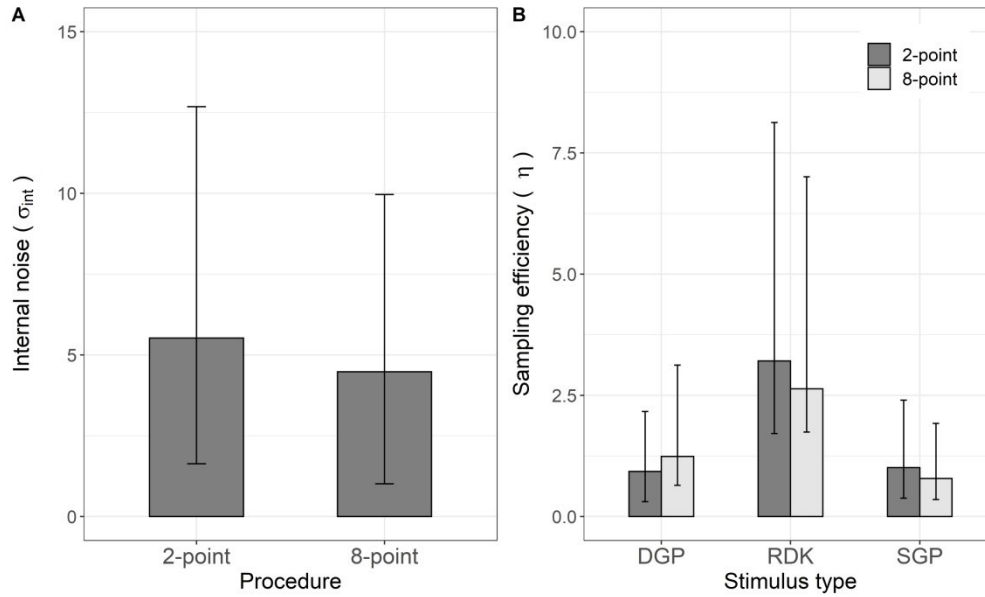 A
15
10
5
0
Internal noise ( σint )
2-point
8-point
Procedure
B
10.0
7.5
5.0
2.5
0.0
Sampling efficiency ( η )
2-point
8-point
DGP
RDK
SGP
Stimulus type